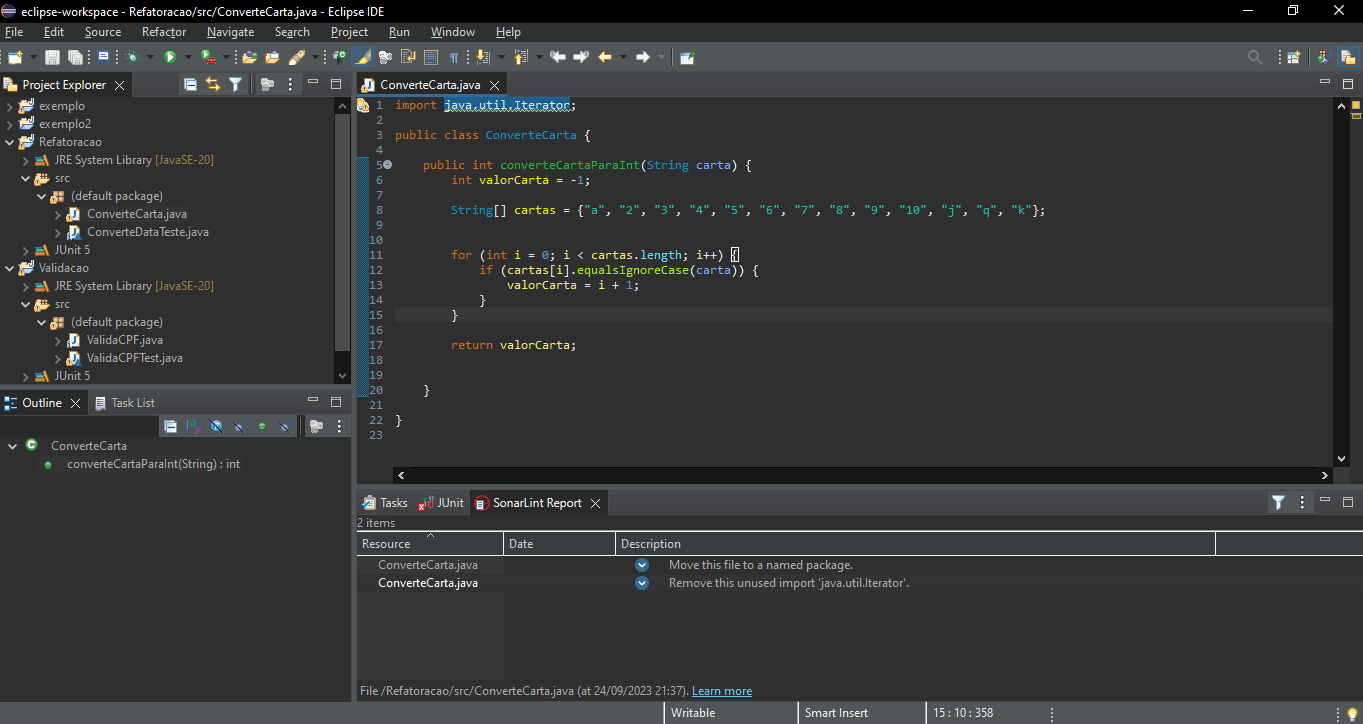 eclipse-workspace - Refatoracao/src/ConverteCarta.java - Eclipse IDE
File Edit Source Refactor Navigate Search Project Run Window Help
Project Explorer
exemplo
exemplo2
Refatoracao
JRE System Library [JavaSE-20]
src
(default package)
ConverteCarta.java
ConverteDataTeste.java
JUnit 5
Validacao
JRE System Library [JavaSE-20]
src
(default package)
ValidaCPF.java
ValidaCPFTest.java
JUnit 5
Outline Task List
ConverteCarta
converteCartaParaInt(String) : int
ConverteCarta.java
1 import java.util.Iterator;
2
3 public class ConverteCarta {
4
5 public int converteCartaParaInt(String carta) {
6 int valorCarta = -1;
7
8 String[] cartas = {"a", "2", "3", "4", "5", "6", "7", "8", "9", "10", "j", "q", "k"};
9
10
11 for (int i = 0; i < cartas.length; i++) {
12 if (cartas[i].equalsIgnoreCase(carta)) {
13 valorCarta = i + 1;
14 }
15 }
16
17 return valorCarta;
18
19
20 }
21
22 }
23
Tasks JUnit SonarLint Report
2 items
Resource Date Description
ConverteCarta.java Move this file to a named package.
ConverteCarta.java Remove this unused import 'java.util.Iterator'.
File /Refatoracao/src/ConverteCarta.java (at 24/09/2023 21:37). Learn more
Writable Smart Insert 15 : 10 : 358